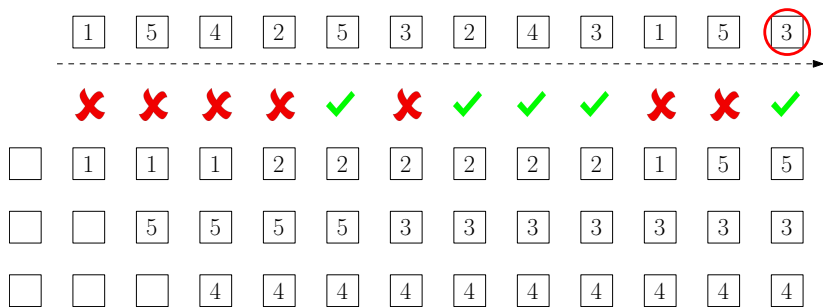 1 5 4 2 5 3 2 4 3 1 5 3
1 1 1 2 2 2 2 2 2 1 5 5
5 5 5 5 3 3 3 3 3 3 3
4 4 4 4 4 4 4 4 4 4